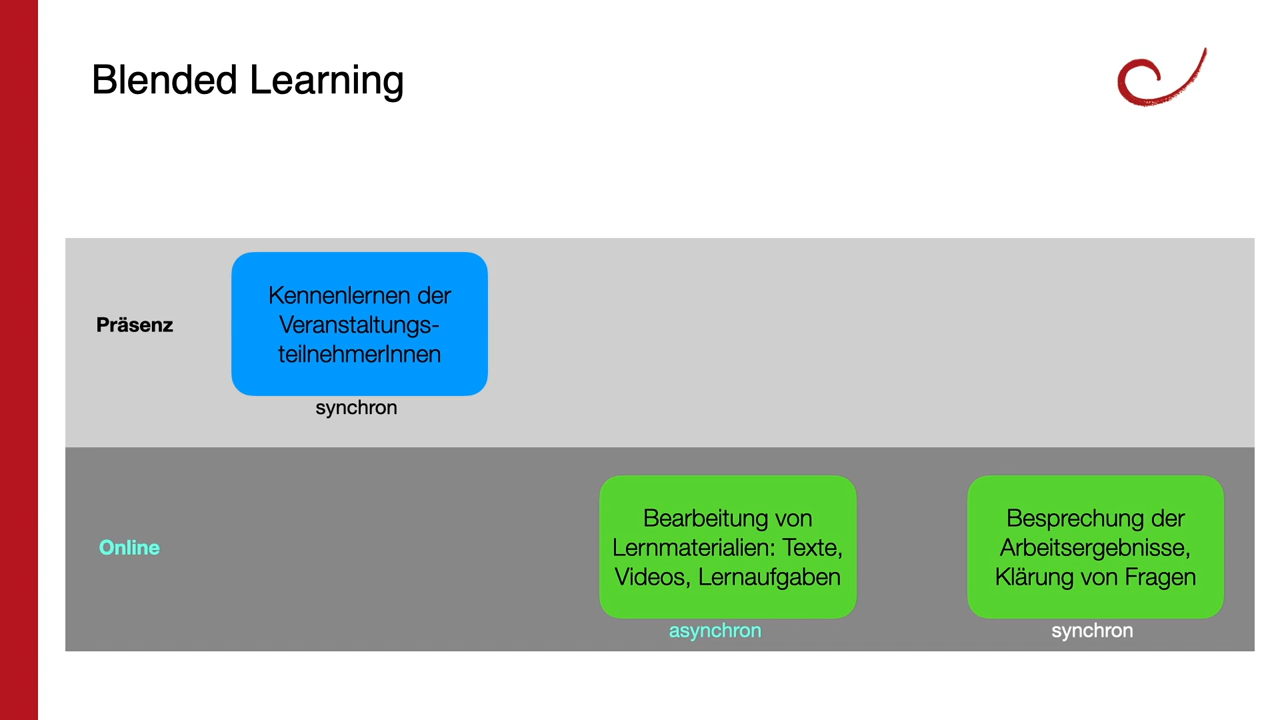 Blended Learning
Präsenz
Kennenlernen der
Veranstaltungs-
teilnehmerInnen
synchron
Online
Bearbeitung von
Lernmaterialien: Texte,
Videos, Lernaufgaben
asynchron
Besprechung der
Arbeitsergebnisse,
Klärung von Fragen
synchron